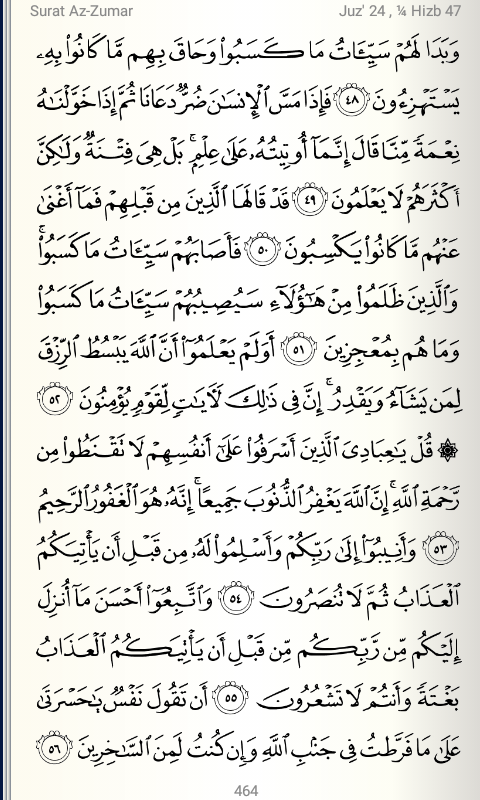 Surat Az-Zumar Juz' 24 , ¼ Hizb 47
وَبَدَا لَهُمْ سَيِّـَٔاتُ مَا كَسَبُوا۟ وَحَاقَ بِهِم مَّا كَانُوا۟ بِهِۦ
يَسْتَهْزِءُونَ ٤٨ فَإِذَا مَسَّ ٱلْإِنسَـٰنَ ضُرٌّ دَعَانَا ثُمَّ إِذَا خَوَّلْنَـٰهُ
نِعْمَةً مِّنَّا قَالَ إِنَّمَآ أُوتِيتُهُۥ عَلَىٰ عِلْمٍۭ ۚ بَلْ هِىَ فِتْنَةٌ وَلَـٰكِنَّ
أَكْثَرَهُمْ لَا يَعْلَمُونَ ٤٩ قَدْ قَالَهَا ٱلَّذِينَ مِن قَبْلِهِمْ فَمَآ أَغْنَىٰ
عَنْهُم مَّا كَانُوا۟ يَكْسِبُونَ ٥٠ فَأَصَابَهُمْ سَيِّـَٔاتُ مَا كَسَبُوا۟ ۚ
وَٱلَّذِينَ ظَلَمُوا۟ مِنْ هَـٰٓؤُلَآءِ سَيُصِيبُهُمْ سَيِّـَٔاتُ مَا كَسَبُوا۟
وَمَا هُم بِمُعْجِزِينَ ٥١ أَوَلَمْ يَعْلَمُوٓا۟ أَنَّ ٱللَّهَ يَبْسُطُ ٱلرِّزْقَ
لِمَن يَشَآءُ وَيَقْدِرُ ۚ إِنَّ فِى ذَٰلِكَ لَـَٔايَـٰتٍ لِّقَوْمٍ يُؤْمِنُونَ ٥٢
۞ قُلْ يَـٰعِبَادِىَ ٱلَّذِينَ أَسْرَفُوا۟ عَلَىٰٓ أَنفُسِهِمْ لَا تَقْنَطُوا۟ مِن
رَّحْمَةِ ٱللَّهِ ۚ إِنَّ ٱللَّهَ يَغْفِرُ ٱلذُّنُوبَ جَمِيعًا ۚ إِنَّهُۥ هُوَ ٱلْغَفُورُ ٱلرَّحِيمُ
٥٣ وَأَنِيبُوٓا۟ إِلَىٰ رَبِّكُمْ وَأَسْلِمُوا۟ لَهُۥ مِن قَبْلِ أَن يَأْتِيَكُمُ
ٱلْعَذَابُ ثُمَّ لَا تُنصَرُونَ ٥٤ وَٱتَّبِعُوٓا۟ أَحْسَنَ مَآ أُنزِلَ
إِلَيْكُم مِّن رَّبِّكُم مِّن قَبْلِ أَن يَأْتِيَكُمُ ٱلْعَذَابُ
بَغْتَةً وَأَنتُمْ لَا تَشْعُرُونَ ٥٥ أَن تَقُولَ نَفْسٌ يَـٰحَسْرَتَىٰ
عَلَىٰ مَا فَرَّطتُ فِى جَنۢبِ ٱللَّهِ وَإِن كُنتُ لَمِنَ ٱلسَّـٰخِرِينَ ٥٦
464